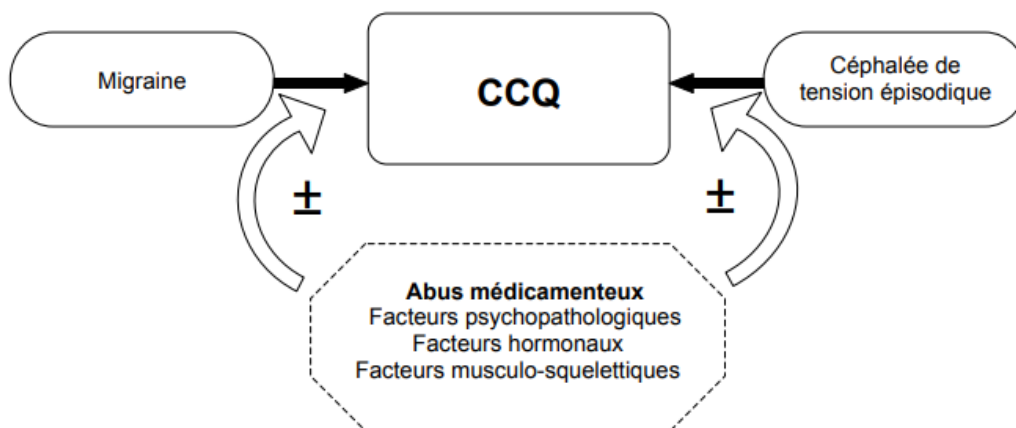 Migraine
CCQ
Céphalée de
tension épisodique
±
±
Abus médicamenteux
Facteurs psychopathologiques
Facteurs hormonaux
Facteurs musculo-squelettiques